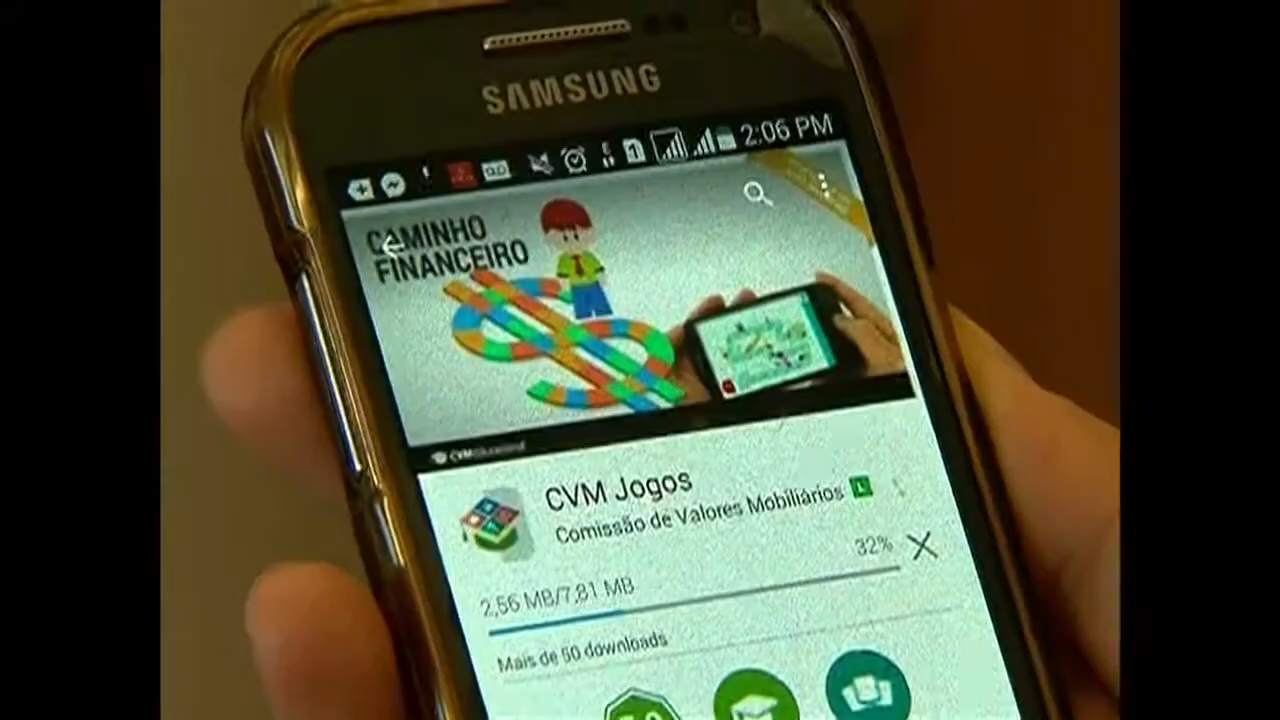 SAMSUNG
2:06 PM
CAMINHO
FINANCEIRO
CVM Jogos
Comissão de Valores Mobiliários L
32%
2,56 MB/7,81 MB
Mais de 50 downloads